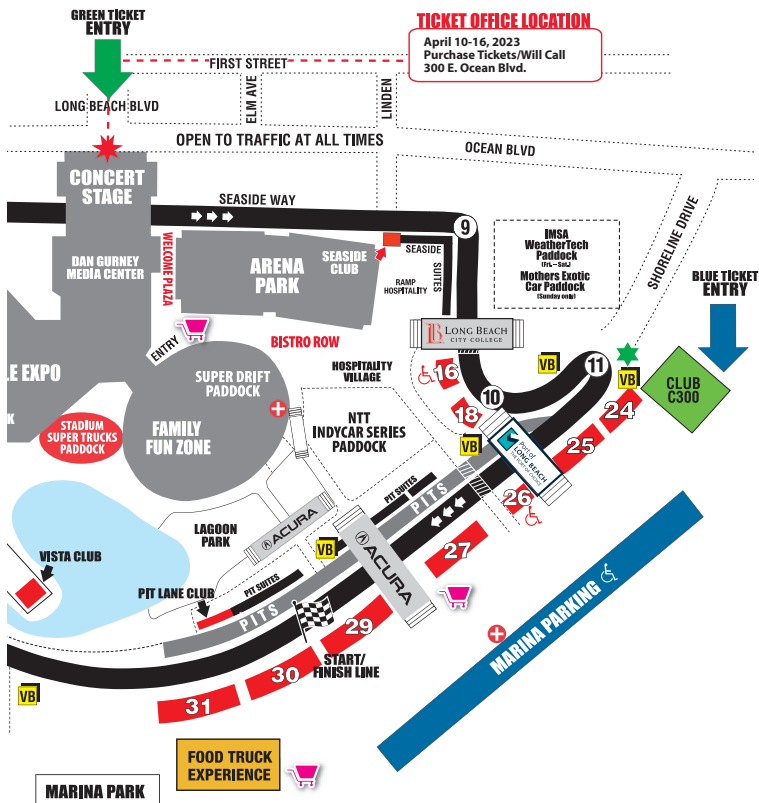 GREEN TICKET
ENTRY
TICKET OFFICE LOCATION
April 10-16, 2023
Purchase Tickets/Will Call
300 E. Ocean Blvd.
FIRST STREET
LONG BEACH BLVD
ELM AVE
LINDEN
OPEN TO TRAFFIC AT ALL TIMES
OCEAN BLVD
CONCERT
STAGE
SEASIDE WAY
9
IMSA
WeatherTech
Paddock
(Fri. – Sat.)
Mothers Exotic
Car Paddock
(Sunday only)
SHORELINE DRIVE
BLUE TICKET
ENTRY
DAN GURNEY
MEDIA CENTER
WELCOME PLAZA
ARENA
PARK
SEASIDE
CLUB
SEASIDE
SUITES
RAMP
HOSPITALITY
LB LONG BEACH
CITY COLLEGE
ENTRY
BISTRO ROW
HOSPITALITY
VILLAGE
LE EXPO
K
SUPER DRIFT
PADDOCK
16
VB
11
VB
CLUB
C300
10
18
24
STADIUM
SUPER TRUCKS
PADDOCK
FAMILY
FUN ZONE
NTT
INDYCAR SERIES
PADDOCK
VB
Port of
LONG BEACH
THE PORT OF CHOICE
25
26
PIT SUITES
PITS
LAGOON
PARK
ACURA
VB
ACURA
27
VISTA CLUB
PIT LANE CLUB
PIT SUITES
PITS
MARINA PARKING
29
START/
FINISH LINE
30
31
VB
FOOD TRUCK
EXPERIENCE
MARINA PARK